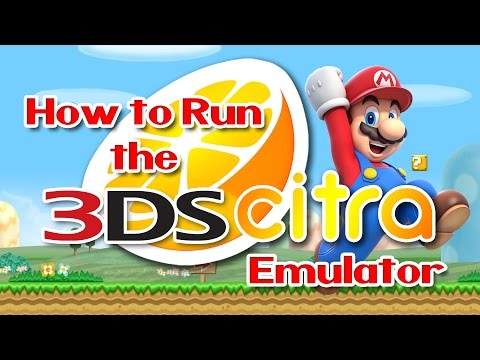 How to Run
the
3DS citra
Emulator
M
?